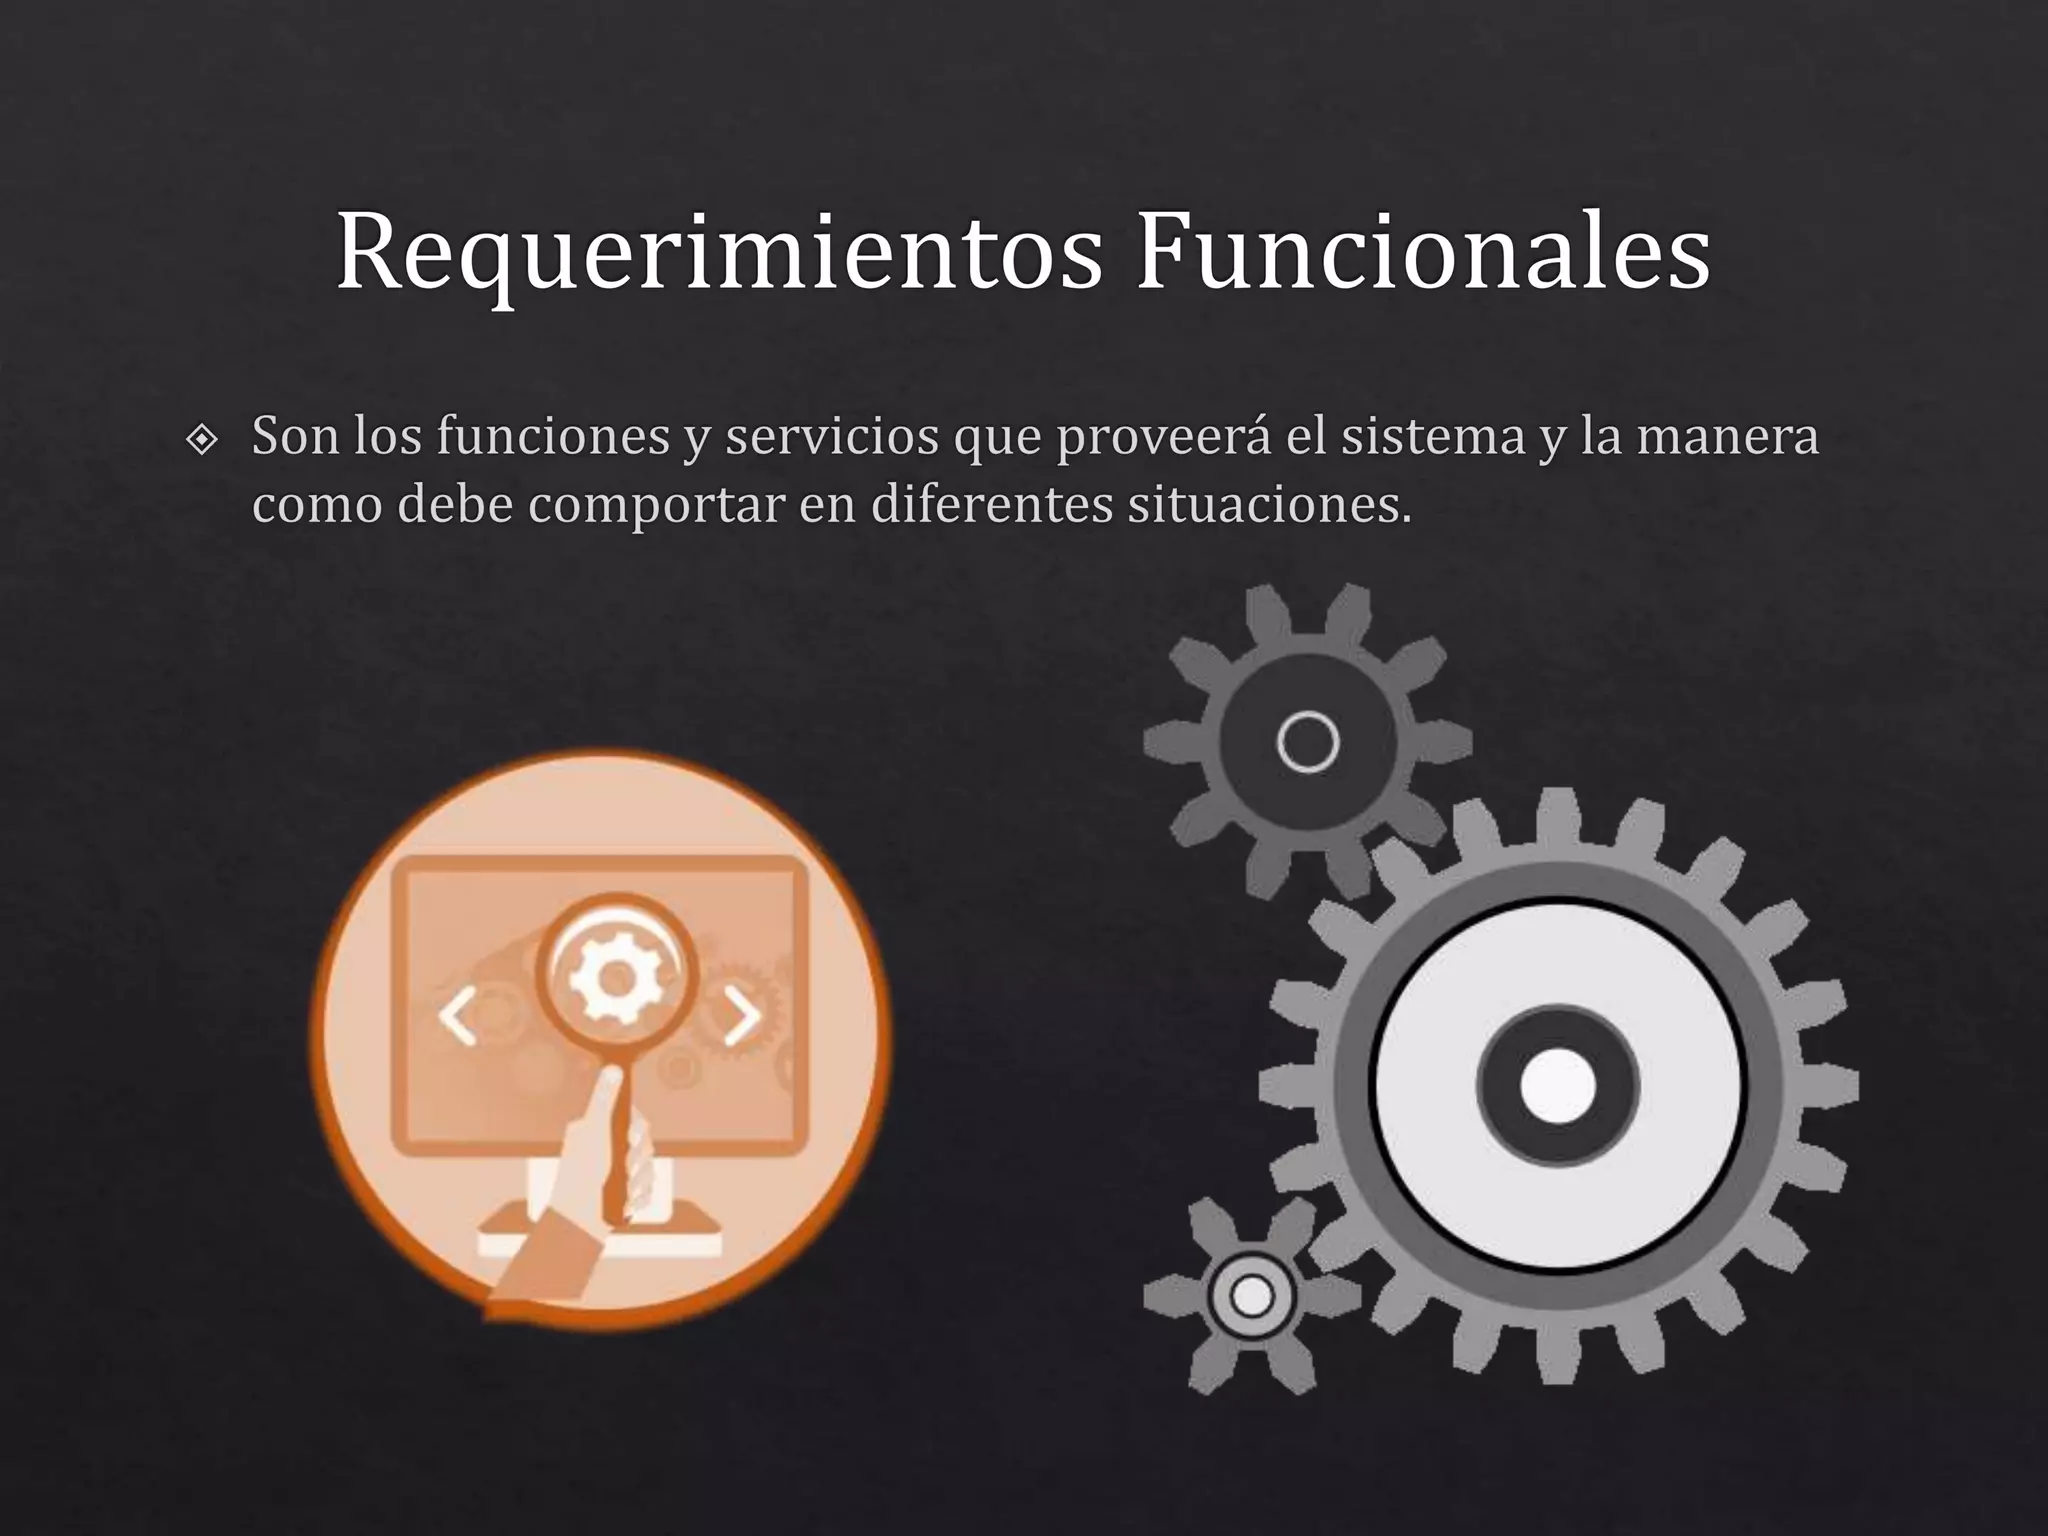 Requerimientos Funcionales
Son los funciones y servicios que proveerá el sistema y la manera
como debe comportar en diferentes situaciones.